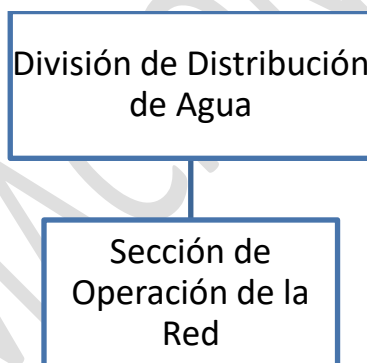 División de Distribución
de Agua
Sección de
Operación de la
Red